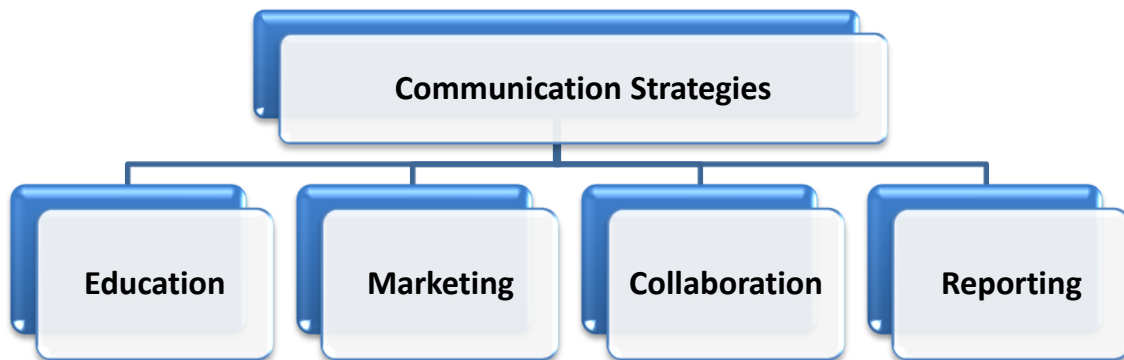 Communication Strategies
Education
Marketing
Collaboration
Reporting